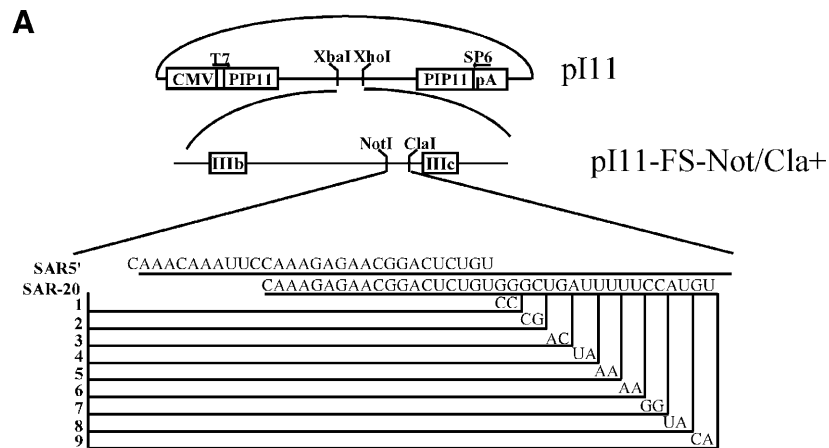 A
T7 XbaI XhoI SP6
CMV PIP11 PIP11 pA pI11
NotI ClaI
IIIb IIIc pI11-FS-Not/Cla+
CAAACAAAUUCCAAAGAGAACGGACUCUGU
SAR5'
SAR-20 CAAAGAGAACGGACUCUGUGGGCUGAUUUUUCCAUGU
1 CC
2 CG
3 AC
4 UA
5 AA
6 AA
7 GG
8 UA
9 CA